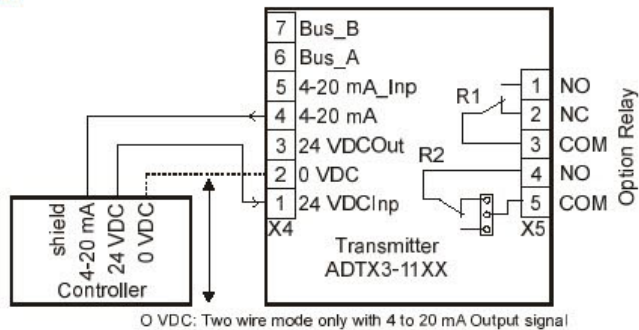 7 Bus_B
6 Bus_A
5 4-20 mA_Inp
4 4-20 mA
3 24 VDCOut
2 0 VDC
1 24 VDCInp
X4
R1
R2
1 NO
2 NC
3 COM
4 NO
5 COM
X5
Option Relay
Transmitter
ADTX3-11XX
shield
4-20 mA
24 VDC
0 VDC
Controller
O VDC: Two wire mode only with 4 to 20 mA Output signal